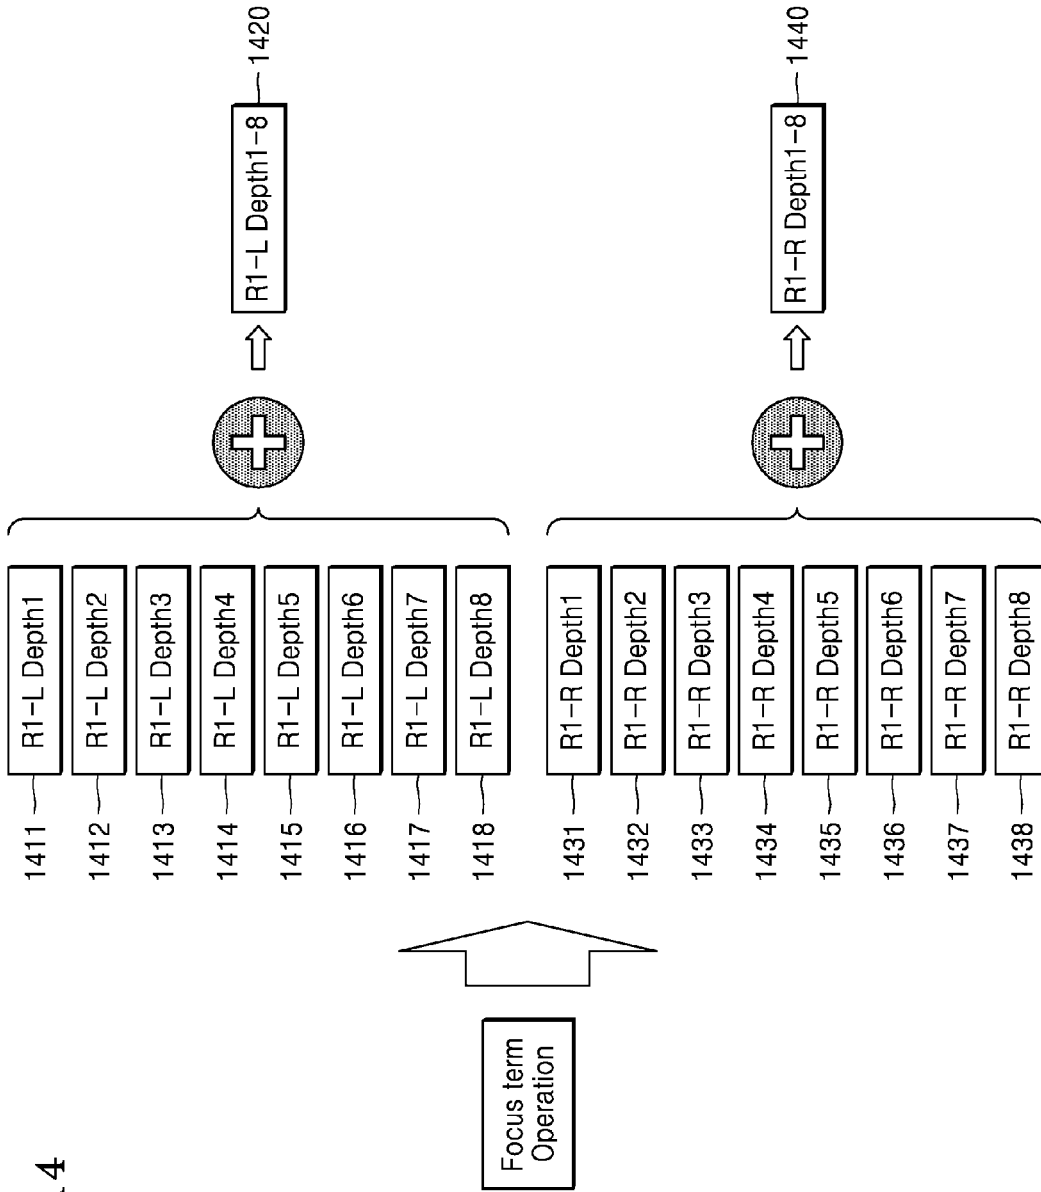 14
Focus term
Operation
1411
R1-L Depth1
1412
R1-L Depth2
1413
R1-L Depth3
1414
R1-L Depth4
1415
R1-L Depth5
1416
R1-L Depth6
1417
R1-L Depth7
1418
R1-L Depth8
R1-L Depth1-8
1420
1431
R1-R Depth1
1432
R1-R Depth2
1433
R1-R Depth3
1434
R1-R Depth4
1435
R1-R Depth5
1436
R1-R Depth6
1437
R1-R Depth7
1438
R1-R Depth8
R1-R Depth1-8
1440